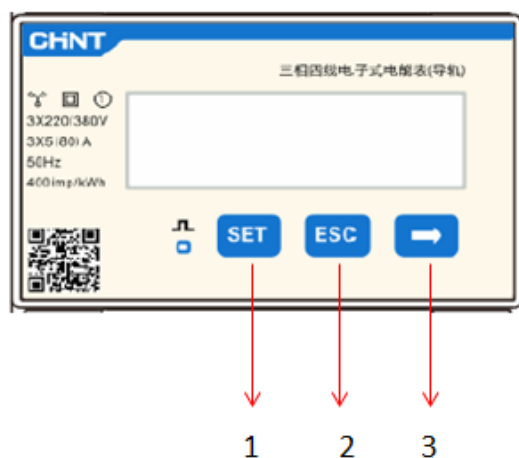 CHNT
三相四线电子式电能表(导轨)
3X220/380V
3X5(80)A
50Hz
400imp/kWh
SET
ESC
1
2
3